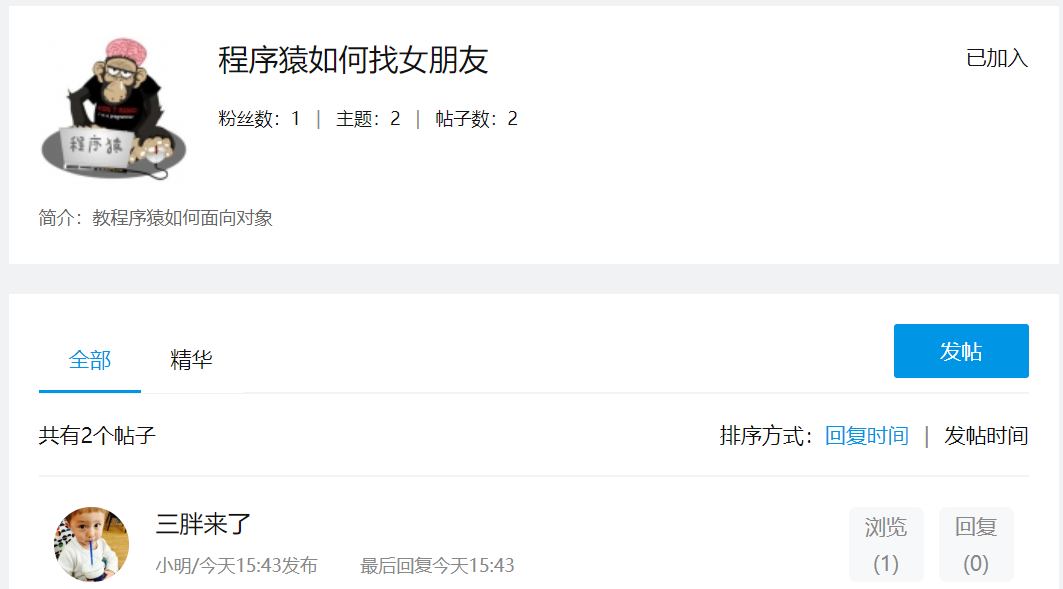 程序猿如何找女朋友
已加入
粉丝数：1 | 主题：2 | 帖子数：2
程序猿
简介：教程序猿如何面向对象
全部 精华
发帖
共有2个帖子
排序方式：回复时间 | 发帖时间
三胖来了
小明/今天15:43发布 最后回复今天15:43
浏览
(1)
回复
(0)